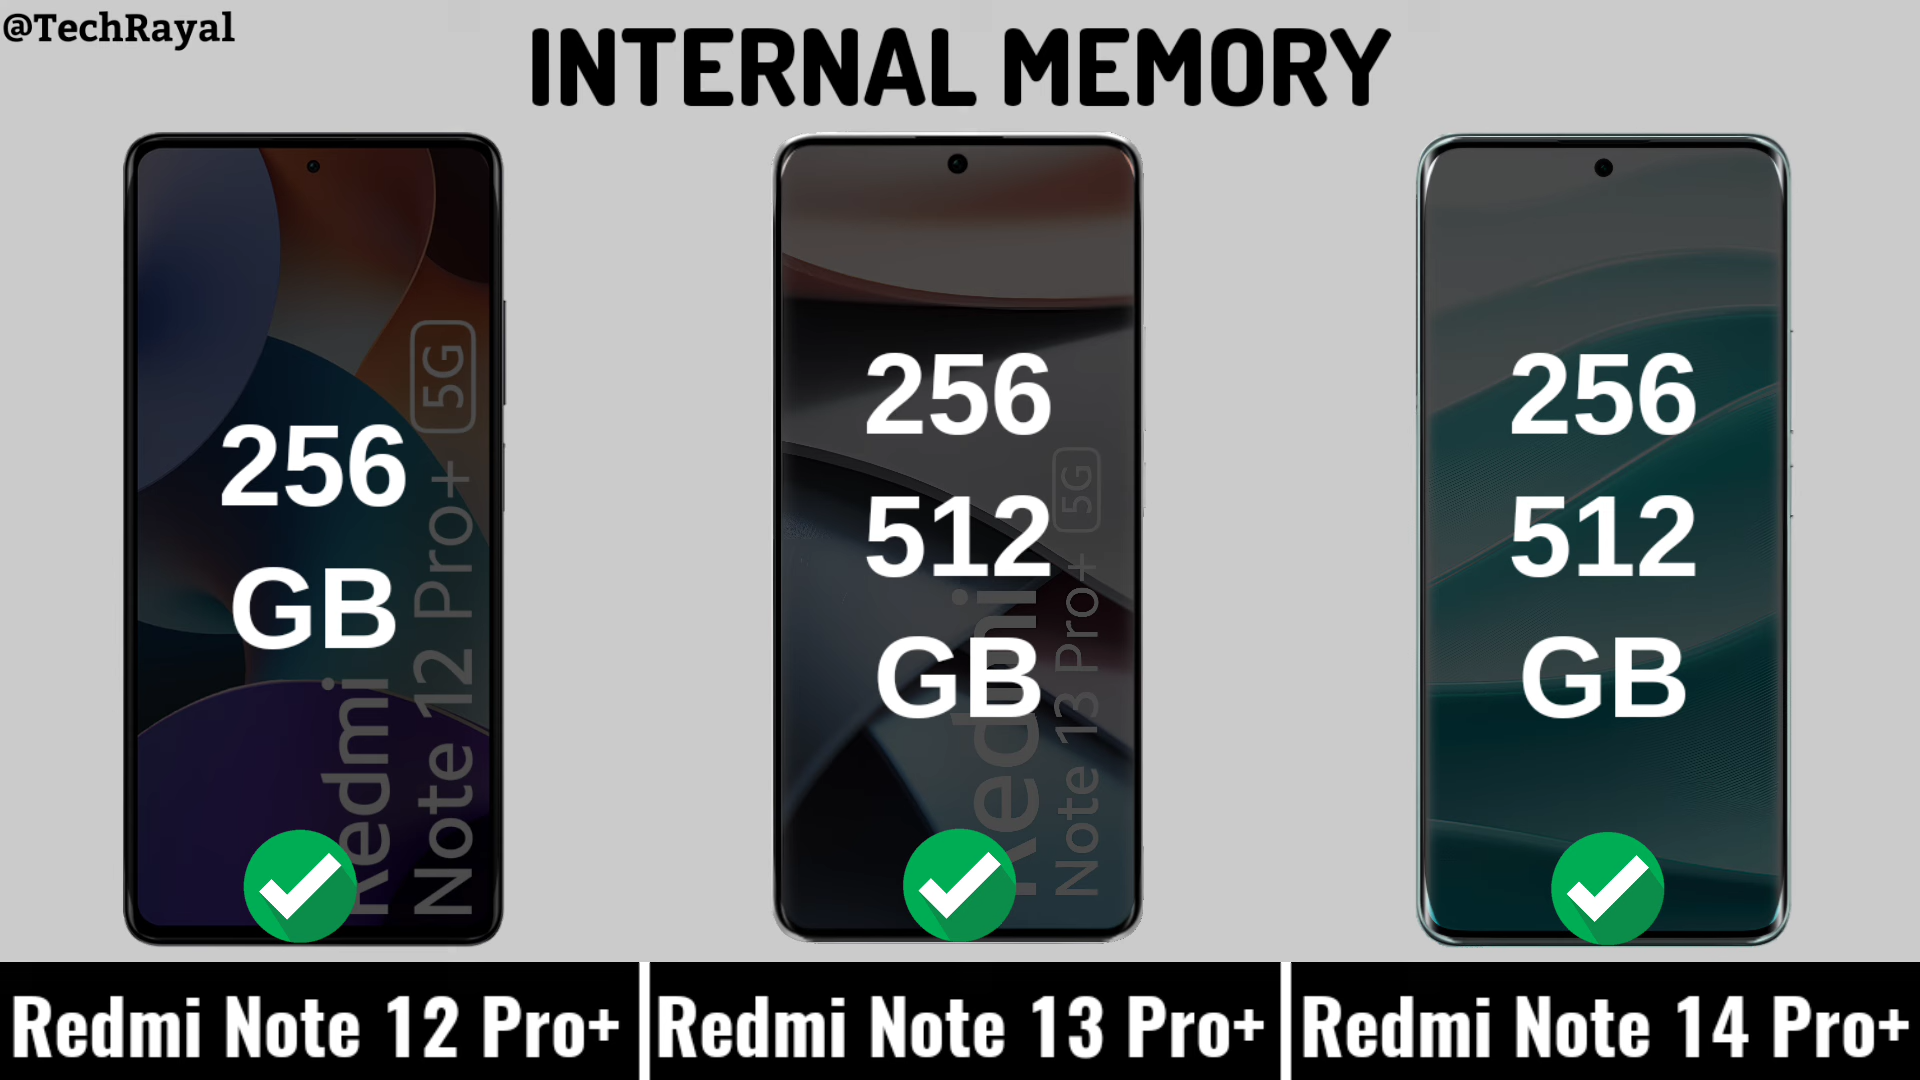 @TechRayal
INTERNAL MEMORY
256
GB
Redmi
Note 12 Pro+ 5G
256
512
GB
Redmi
Note 13 Pro+ 5G
256
512
GB
Redmi Note 12 Pro+
Redmi Note 13 Pro+
Redmi Note 14 Pro+